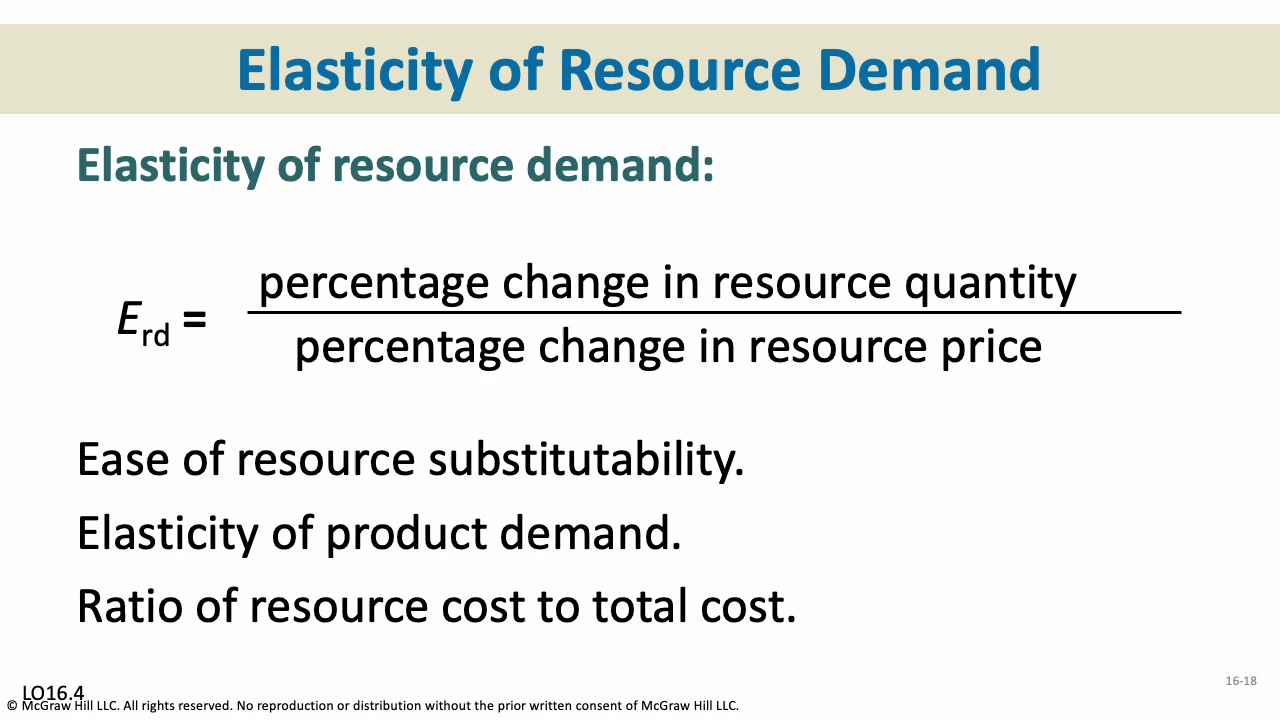 Elasticity of Resource Demand
Elasticity of resource demand:
percentage change in resource quantity
Erd =
percentage change in resource price
Ease of resource substitutability.
Elasticity of product demand.
Ratio of resource cost to total cost.
16-18
LO16.4
© McGraw Hill LLC. All rights reserved. No reproduction or distribution without the prior written consent of McGraw Hill LLC.